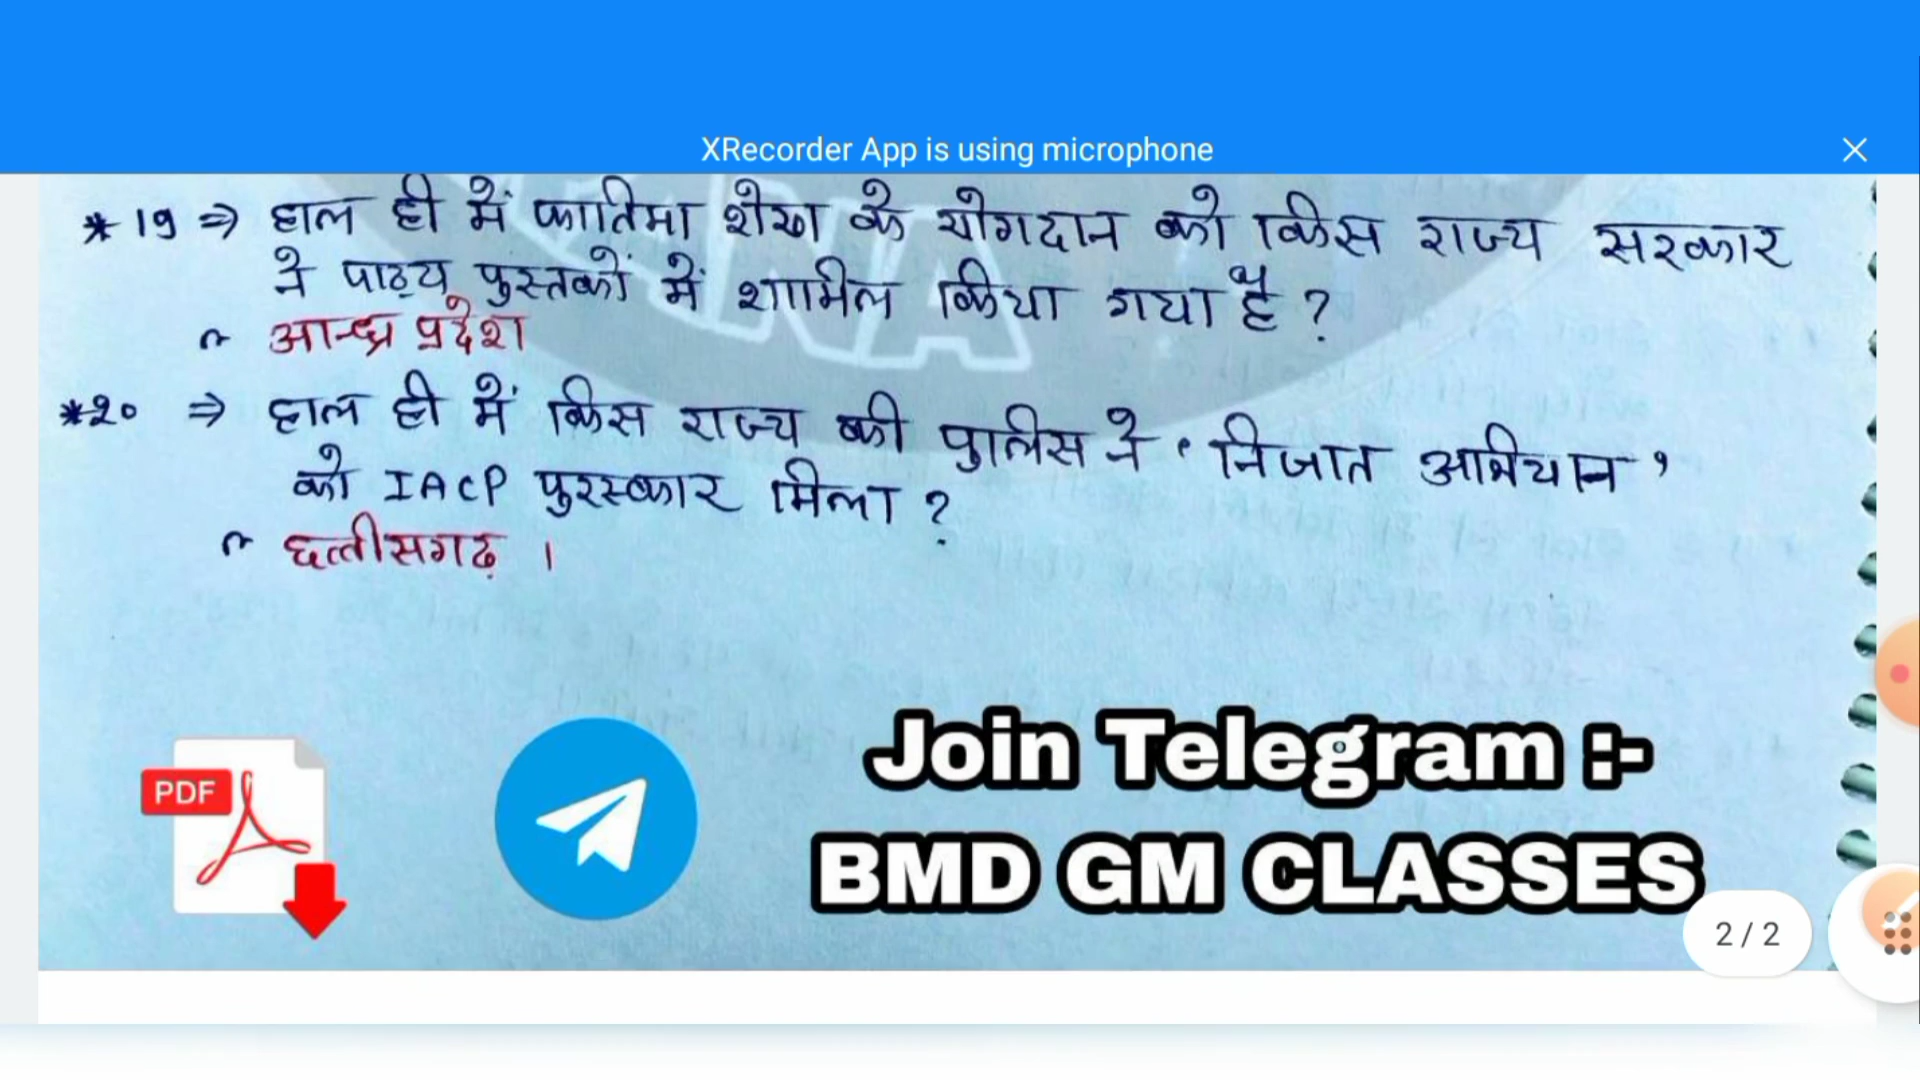 XRecorder App is using microphone
* 19 ⇒ हाल ही में फातिमा शेख के योगदान को किस राज्य सरकार
ने पाठ्य पुस्तकों में शामिल किया गया है ?
~ आन्ध्र प्रदेश
*20 ⇒ हाल ही में किस राज्य की पुलिस ने ' निजात अभियान '
को IACP पुरस्कार मिला ?
~ छत्तीसगढ़ ।
PDF
Join Telegram :-
BMD GM CLASSES
2 / 2